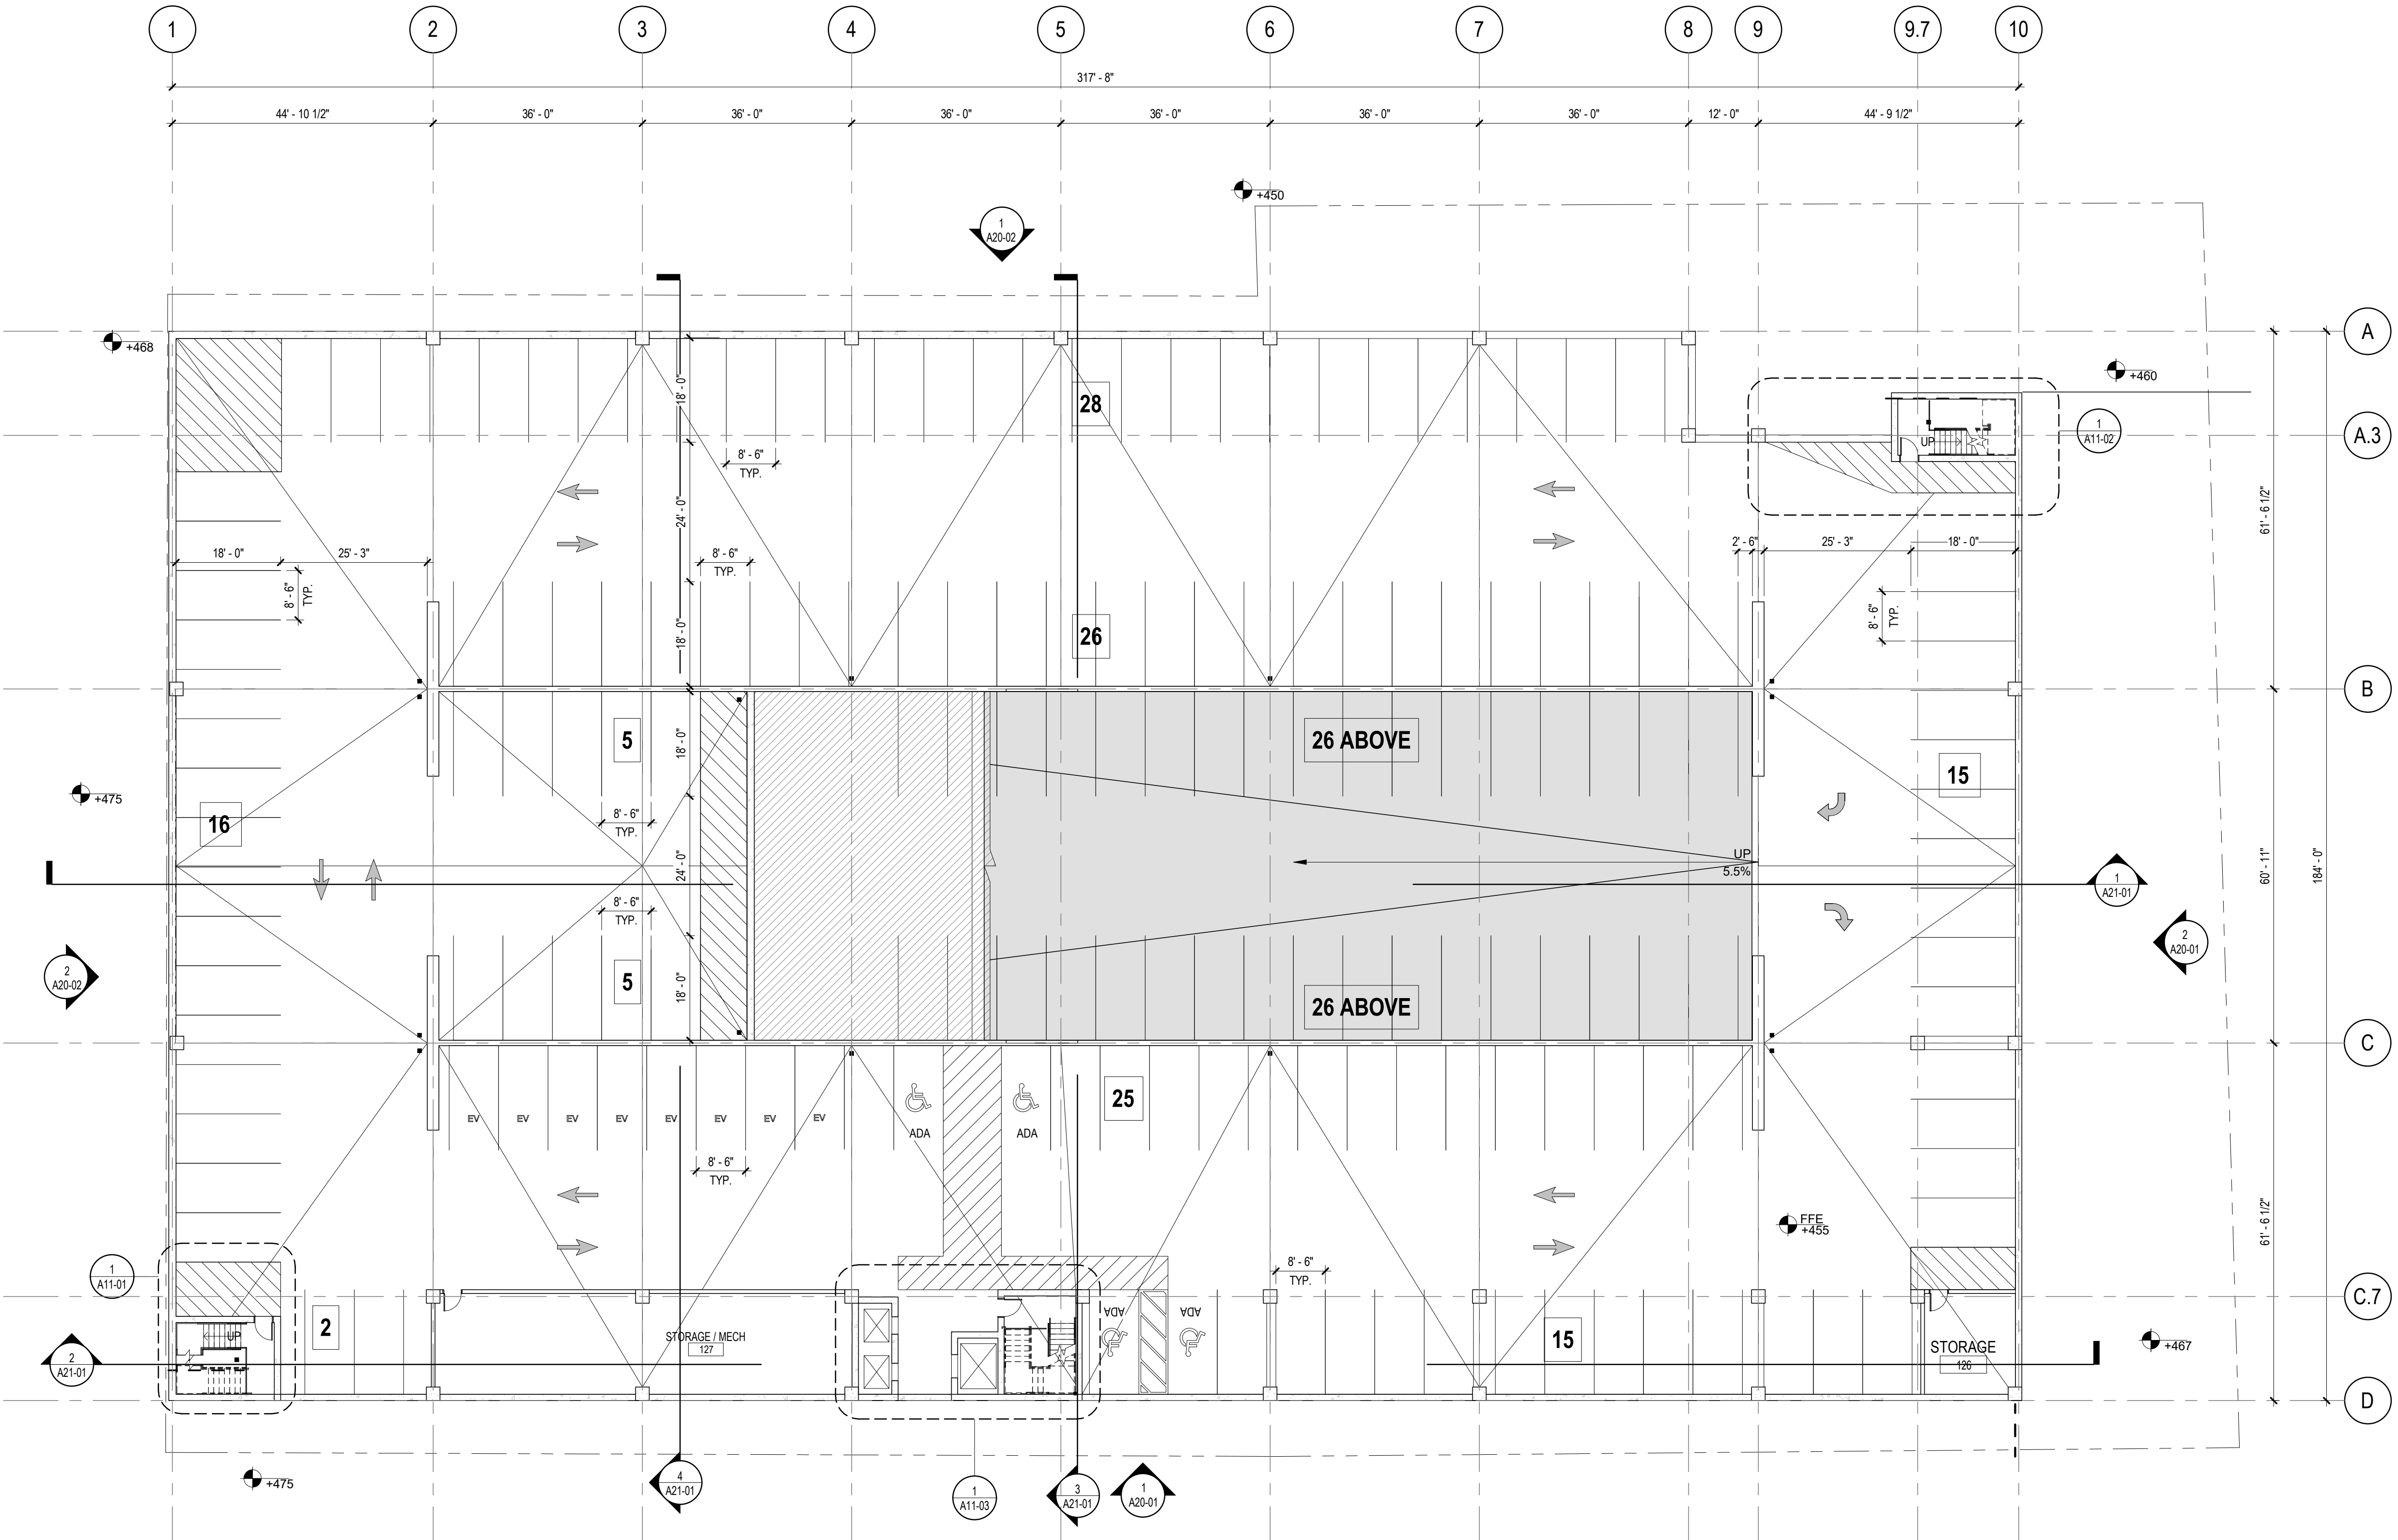 1
2
3
4
5
6
7
8
9
9.7
10
317' - 8"
44' - 10 1/2"
36' - 0"
36' - 0"
36' - 0"
36' - 0"
36' - 0"
36' - 0"
12' - 0"
44' - 9 1/2"
+450
1
A20-02
A
+468
+460
18' - 0"
28
1
A11-02
A.3
UP
8' - 6"
TYP.
24' - 0"
61' - 6 1/2"
18' - 0"
25' - 3"
8' - 6"
TYP.
2' - 6"
25' - 3"
18' - 0"
8' - 6"
TYP.
8' - 6"
TYP.
18' - 0"
26
B
5
18' - 0"
26 ABOVE
15
+475
16
8' - 6"
TYP.
24' - 0"
UP
5.5%
60' - 11"
184' - 0"
1
A21-01
8' - 6"
TYP.
2
A20-02
2
A20-01
5
18' - 0"
26 ABOVE
C
25
EV
EV
EV
EV
EV
EV
EV
EV
ADA
ADA
8' - 6"
TYP.
FFE
+455
61' - 6 1/2"
1
A11-01
8' - 6"
TYP.
C.7
2
UP
STORAGE / MECH
127
ADA
ADA
15
STORAGE
126
+467
2
A21-01
D
+475
4
A21-01
1
A11-03
3
A21-01
1
A20-01